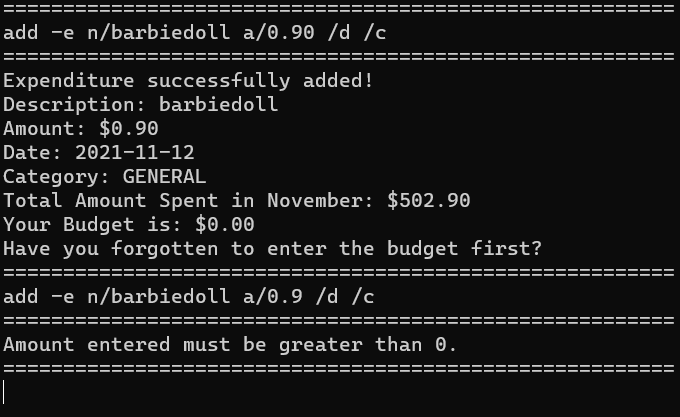 ========================================================
add -e n/barbiedoll a/0.90 /d /c
========================================================
Expenditure successfully added!
Description: barbiedoll
Amount: $0.90
Date: 2021-11-12
Category: GENERAL
Total Amount Spent in November: $502.90
Your Budget is: $0.00
Have you forgotten to enter the budget first?
========================================================
add -e n/barbiedoll a/0.9 /d /c
========================================================
Amount entered must be greater than 0.
========================================================